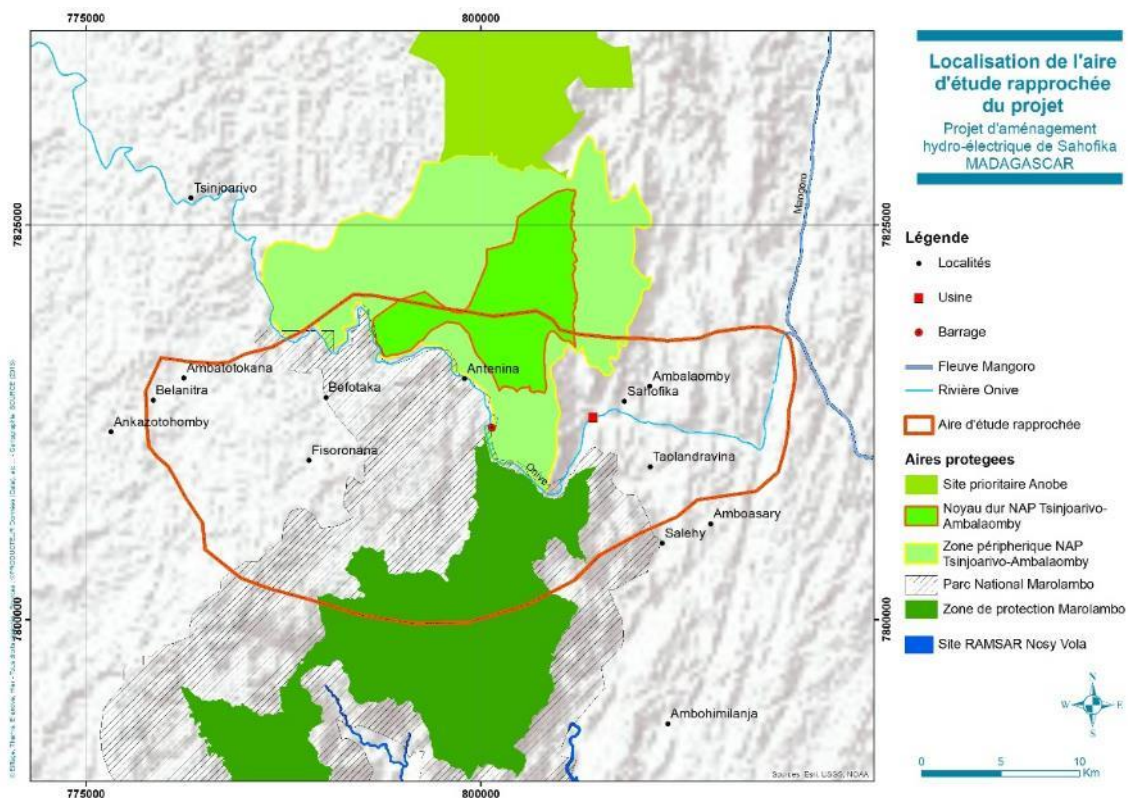 775000
800000
7825000
7825000
7800000
7800000
Tsinjoarivo
Mangoro
Ambatotokana
Belanitra
Ankazotohomby
Befotaka
Antenina
Fisoronana
Ambalaomby
Sahofika
Taolandravina
Onive
Amboasary
Salehy
Ambohimilanja
Sources: Esri, USGS, NOAA
775000
800000
Localisation de l'aire
d'étude rapprochée
du projet
Projet d'aménagement
hydro-électrique de Sahofika
MADAGASCAR
Légende
Localités
Usine
Barrage
Fleuve Mangoro
Rivière Onive
Aire d'étude rapprochée
Aires protegees
Site prioritaire Anobe
Noyau dur NAP Tsinjoarivo-
Ambalaomby
Zone péripherique NAP
Tsinjoarivo-Ambalaomby
Parc National Marolambo
Zone de protection Marolambo
Site RAMSAR Nosy Vola
N
W
E
S
0
5
10
Km